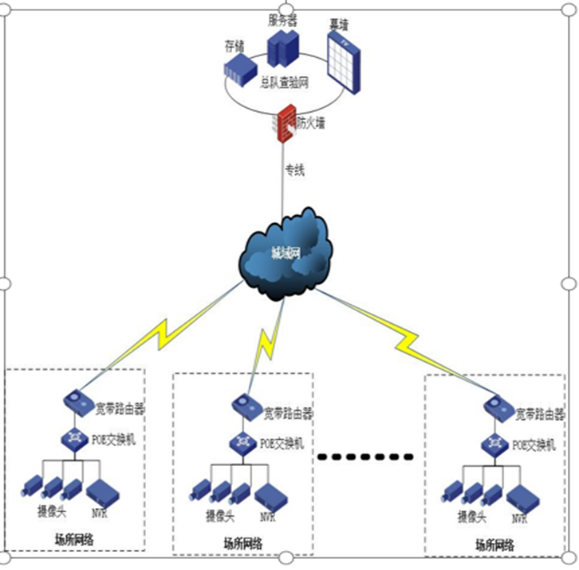 服务器
幕墙
存储
总队查验网
防火墙
专线
城域网
宽带路由器
POE交换机
摄像头
NVR
场所网络
宽带路由器
POE交换机
摄像头
NVR
场所网络
宽带路由器
POE交换机
摄像头
NVR
场所网络